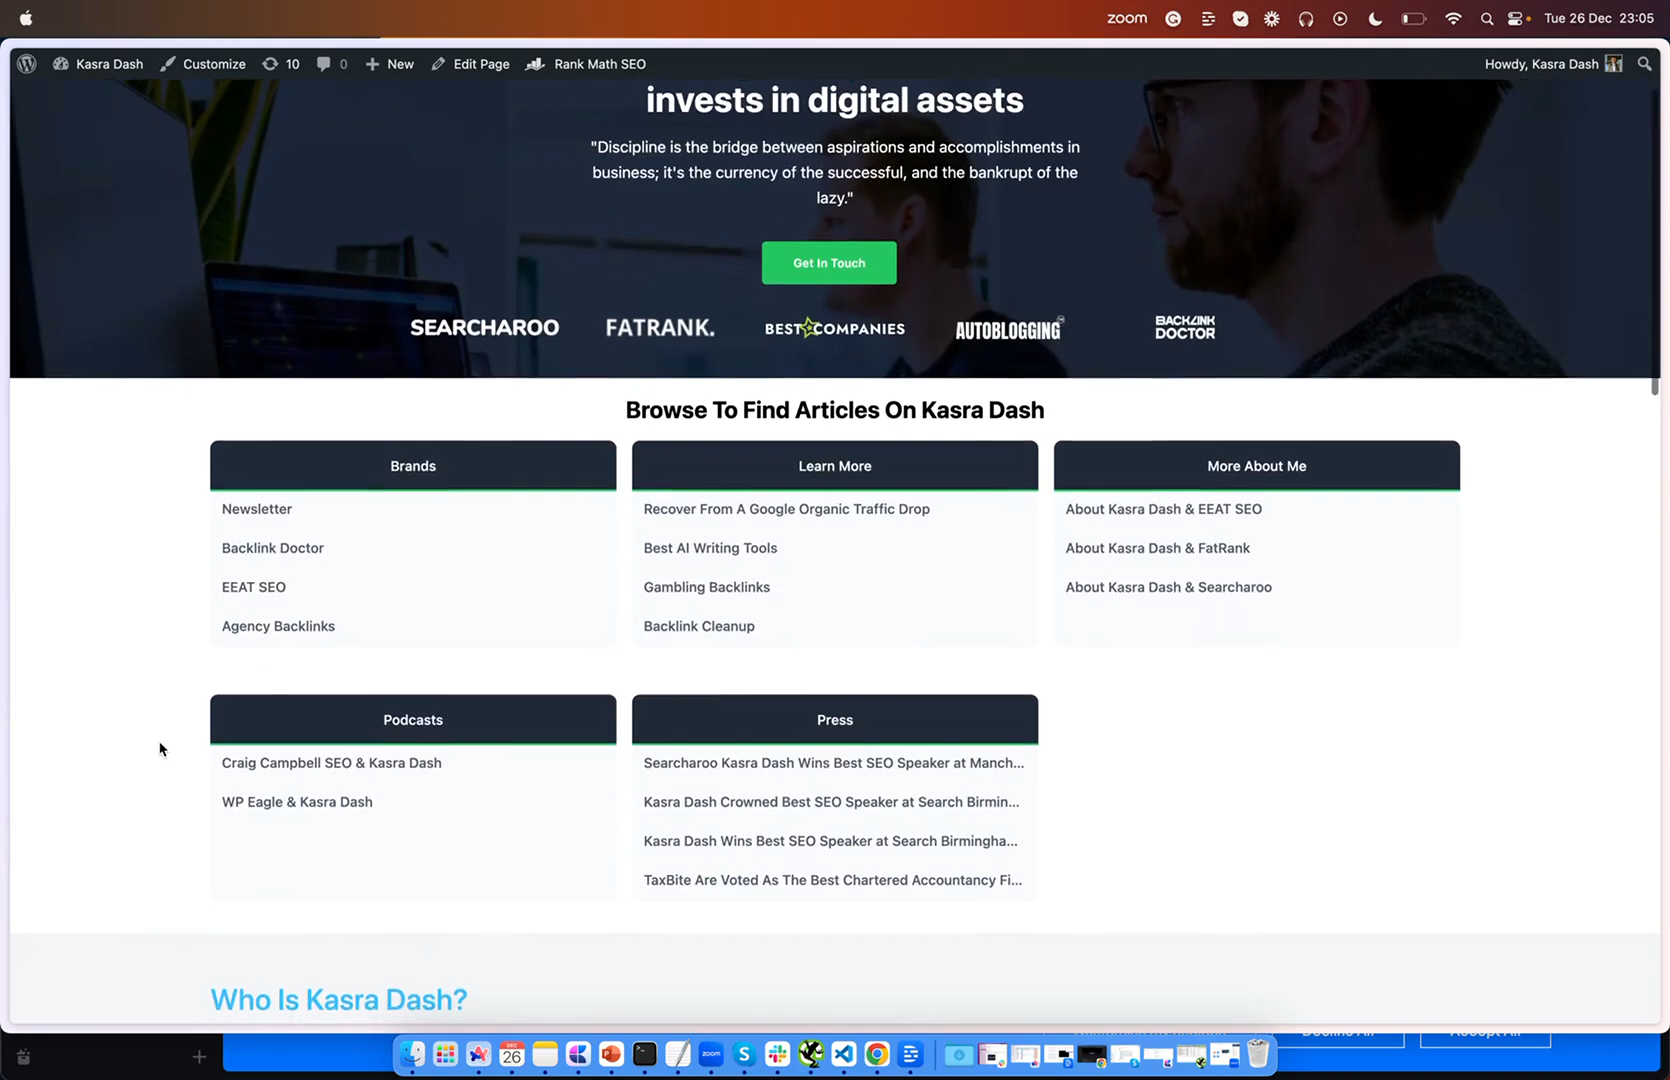 zoom
Tue 26 Dec 23:05
Kasra Dash
Customize
10
0
New
Edit Page
Rank Math SEO
Howdy, Kasra Dash
invests in digital assets
"Discipline is the bridge between aspirations and accomplishments in
business; it's the currency of the successful, and the bankrupt of the
lazy."
Get In Touch
SEARCHAROO
FATRANK.
BEST COMPANIES
AUTOBLOGGING
BACKLINK
DOCTOR
Browse To Find Articles On Kasra Dash
Brands
Newsletter
Backlink Doctor
EEAT SEO
Agency Backlinks
Learn More
Recover From A Google Organic Traffic Drop
Best AI Writing Tools
Gambling Backlinks
Backlink Cleanup
More About Me
About Kasra Dash & EEAT SEO
About Kasra Dash & FatRank
About Kasra Dash & Searcharoo
Podcasts
Craig Campbell SEO & Kasra Dash
WP Eagle & Kasra Dash
Press
Searcharoo Kasra Dash Wins Best SEO Speaker at Manch...
Kasra Dash Crowned Best SEO Speaker at Search Birmin...
Kasra Dash Wins Best SEO Speaker at Search Birmingha...
TaxBite Are Voted As The Best Chartered Accountancy Fi...
Who Is Kasra Dash?
DEC
26
zoom